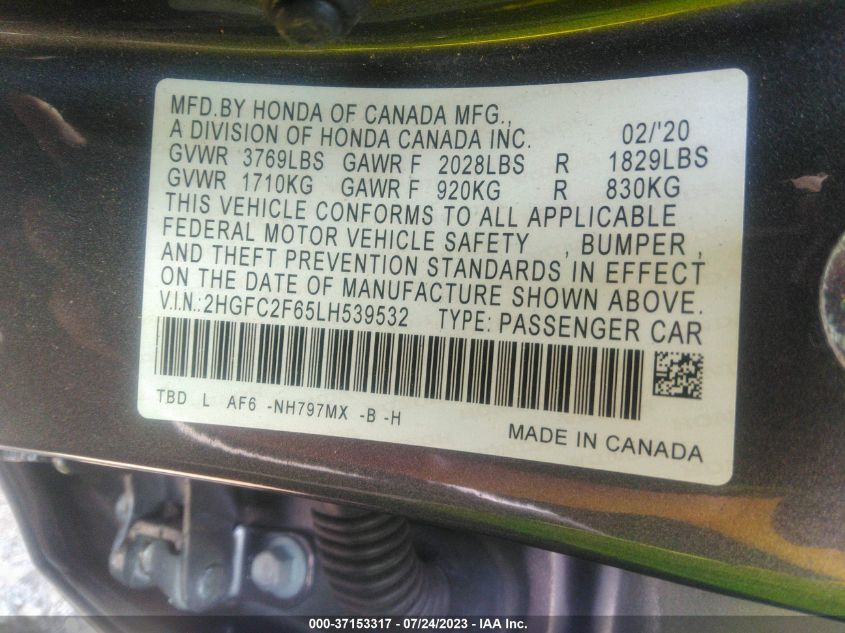 MFD.BY HONDA OF CANADA MFG.,
A DIVISION OF HONDA CANADA INC. 02/'20
GVWR 3769LBS GAWR F 2028LBS R 1829LBS
GVWR 1710KG GAWR F 920KG R 830KG
THIS VEHICLE CONFORMS TO ALL APPLICABLE
FEDERAL MOTOR VEHICLE SAFETY , BUMPER ,
AND THEFT PREVENTION STANDARDS IN EFFECT
ON THE DATE OF MANUFACTURE SHOWN ABOVE.
V.I.N.:2HGFC2F65LH539532 TYPE: PASSENGER CAR
TBD L AF6 -NH797MX -B -H
MADE IN CANADA
000-37153317 / 07/24/2023 - IAA Inc.